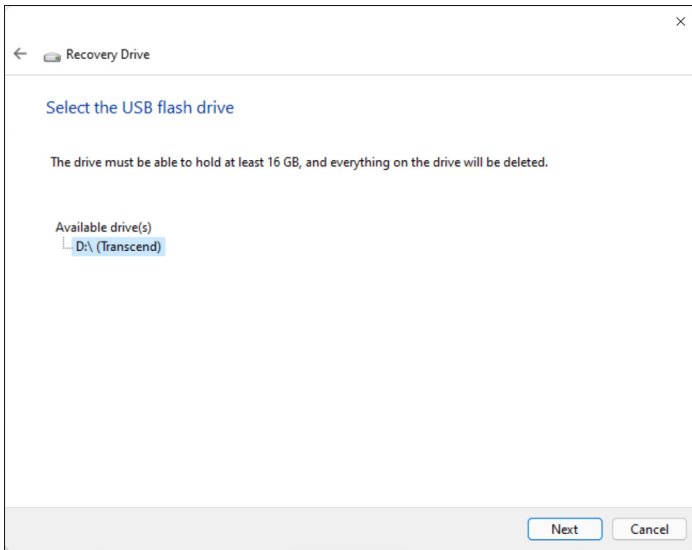 Recovery Drive
Select the USB flash drive
The drive must be able to hold at least 16 GB, and everything on the drive will be deleted.
Available drive(s)
D:\ (Transcend)
Next
Cancel